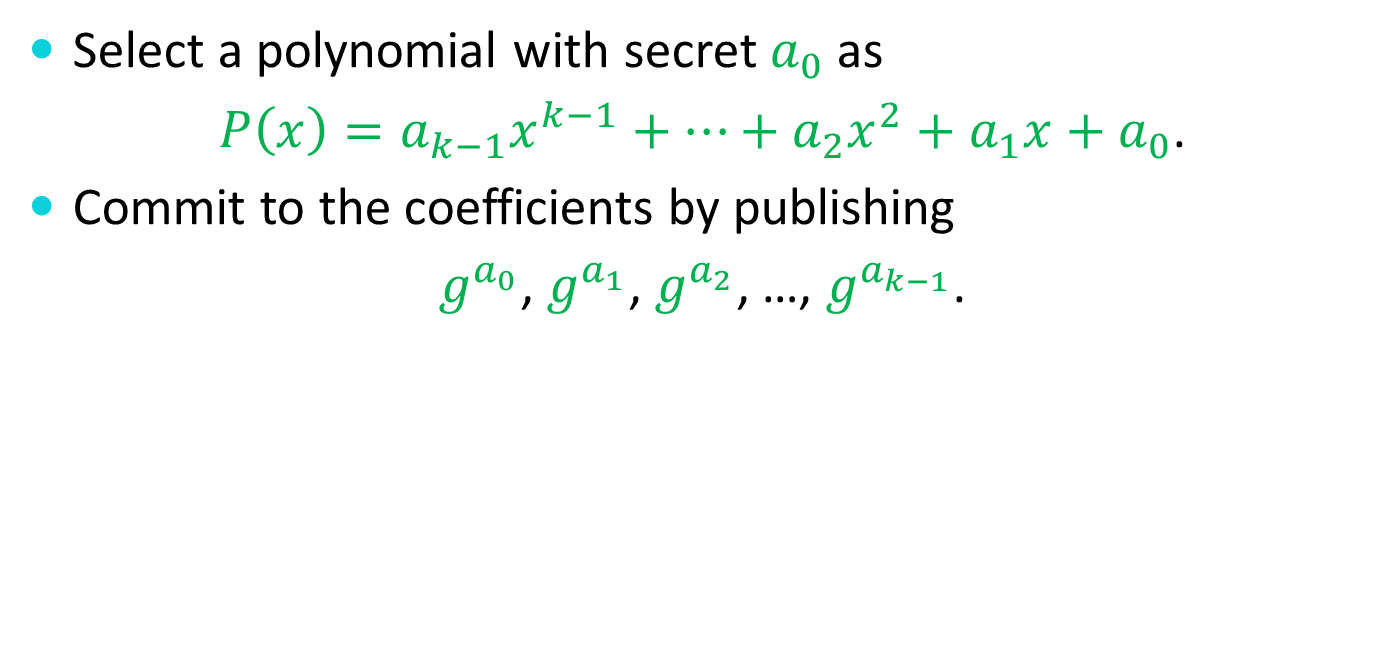 • Select a polynomial with secret a₀ as
P(x) = aₖ₋₁xᵏ⁻¹ + ⋯ + a₂x² + a₁x + a₀.
• Commit to the coefficients by publishing
g^{a₀}, g^{a₁}, g^{a₂}, …, g^{aₖ₋₁}.